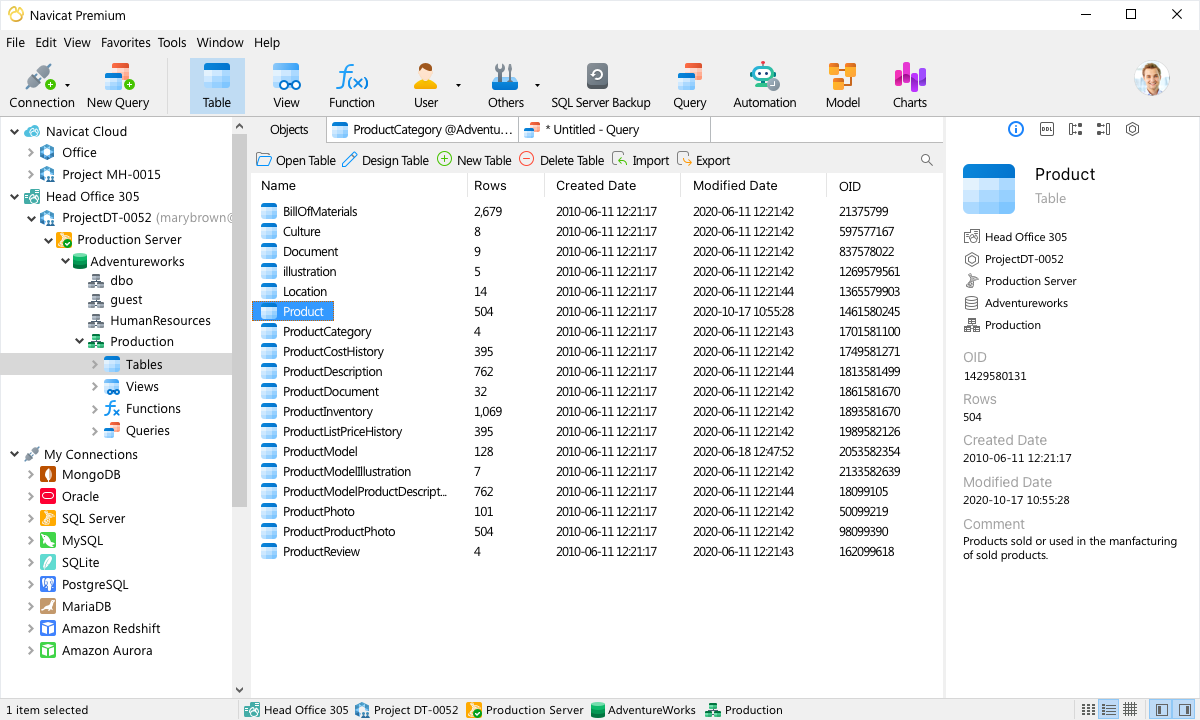 Navicat Premium
File Edit View Favorites Tools Window Help
Connection New Query Table View Function User Others SQL Server Backup Query Automation Model Charts
Navicat Cloud
Office
Project MH-0015
Head Office 305
ProjectDT-0052 (marybrown@
Production Server
Adventureworks
dbo
guest
HumanResources
Production
Tables
Views
Functions
Queries
My Connections
MongoDB
Oracle
SQL Server
MySQL
SQLite
PostgreSQL
MariaDB
Amazon Redshift
Amazon Aurora
Objects ProductCategory @Adventu... * Untitled - Query
Open Table Design Table New Table Delete Table Import Export
Name Rows Created Date Modified Date OID
BillOfMaterials 2,679 2010-06-11 12:21:17 2020-06-11 12:21:42 21375799
Culture 8 2010-06-11 12:21:17 2020-06-11 12:21:42 597577167
Document 9 2010-06-11 12:21:17 2020-06-11 12:21:42 837578022
illustration 5 2010-06-11 12:21:17 2020-06-11 12:21:42 1269579561
Location 14 2010-06-11 12:21:17 2020-06-11 12:21:44 1365579903
Product 504 2010-06-11 12:21:17 2020-10-17 10:55:28 1461580245
ProductCategory 4 2010-06-11 12:21:17 2020-06-11 12:21:43 1701581100
ProductCostHistory 395 2010-06-11 12:21:17 2020-06-11 12:21:42 1749581271
ProductDescription 762 2010-06-11 12:21:17 2020-06-11 12:21:44 1813581499
ProductDocument 32 2010-06-11 12:21:17 2020-06-11 12:21:42 1861581670
ProductInventory 1,069 2010-06-11 12:21:17 2020-06-11 12:21:42 1893581670
ProductListPriceHistory 395 2010-06-11 12:21:17 2020-06-11 12:21:42 1989582126
ProductModel 128 2010-06-11 12:21:17 2020-06-18 12:47:52 2053582354
ProductModelIllustration 7 2010-06-11 12:21:17 2020-06-11 12:21:42 2133582639
ProductModelProductDescript... 762 2010-06-11 12:21:17 2020-06-11 12:21:44 18099105
ProductPhoto 101 2010-06-11 12:21:17 2020-06-11 12:21:42 50099219
ProductProductPhoto 504 2010-06-11 12:21:17 2020-06-11 12:21:42 98099390
ProductReview 4 2010-06-11 12:21:17 2020-06-11 12:21:43 162099618
DDL
Product
Table
Head Office 305
ProjectDT-0052
Production Server
Adventureworks
Production
OID
1429580131
Rows
504
Created Date
2010-06-11 12:21:17
Modified Date
2020-10-17 10:55:28
Comment
Products sold or used in the manfacturing
of sold products.
1 item selected Head Office 305 Project DT-0052 Production Server AdventureWorks Production